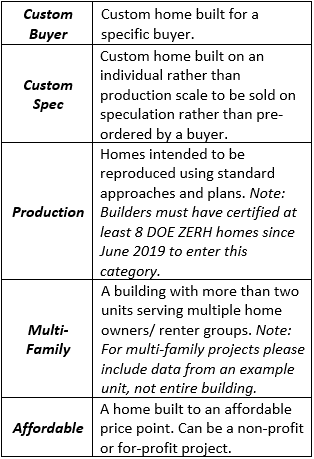 Custom Buyer
Custom home built for a
specific buyer.
Custom Spec
Custom home built on an
individual rather than
production scale to be sold on
speculation rather than pre-
ordered by a buyer.
Production
Homes intended to be
reproduced using standard
approaches and plans. Note:
Builders must have certified at
least 8 DOE ZERH homes since
June 2019 to enter this
category.
Multi-
Family
A building with more than two
units serving multiple home
owners/ renter groups. Note:
For multi-family projects please
include data from an example
unit, not entire building.
Affordable
A home built to an affordable
price point. Can be a non-profit
or for-profit project.